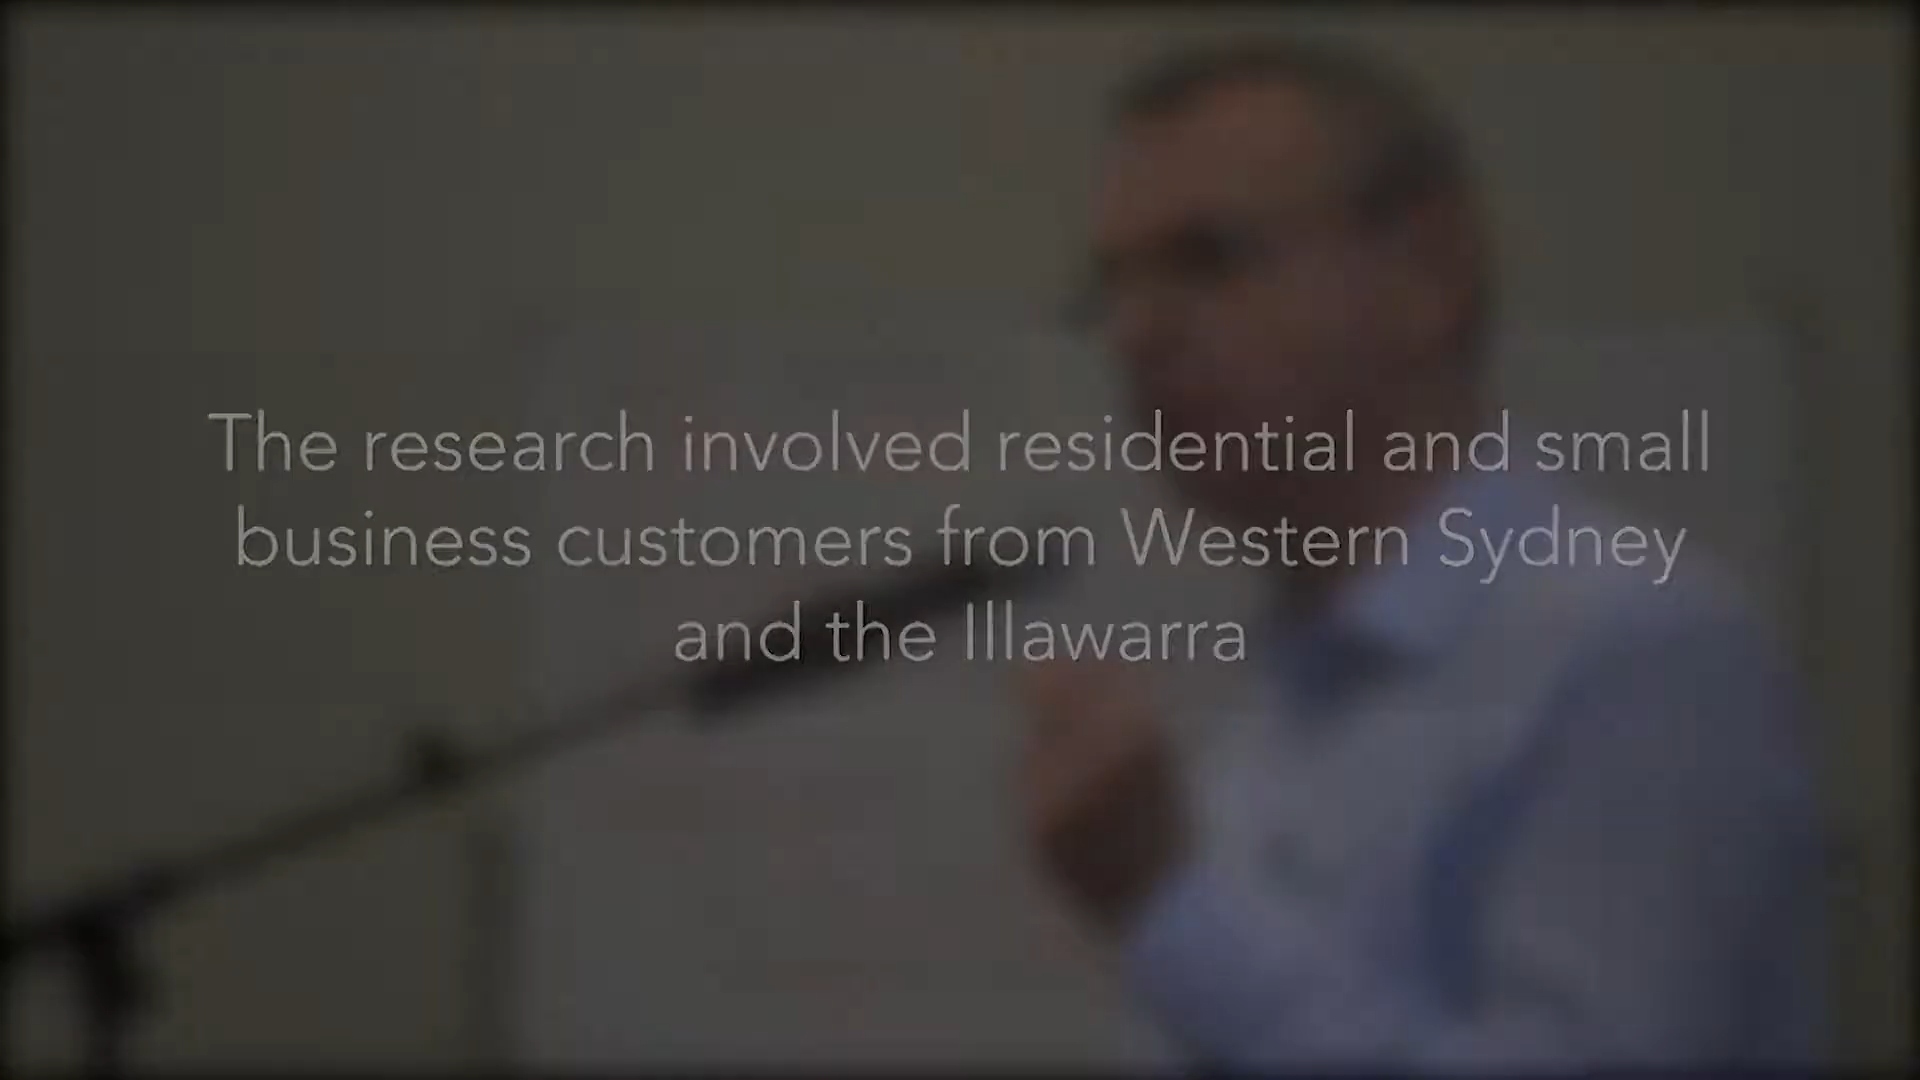 The research involved residential and small
business customers from Western Sydney
and the Illawarra